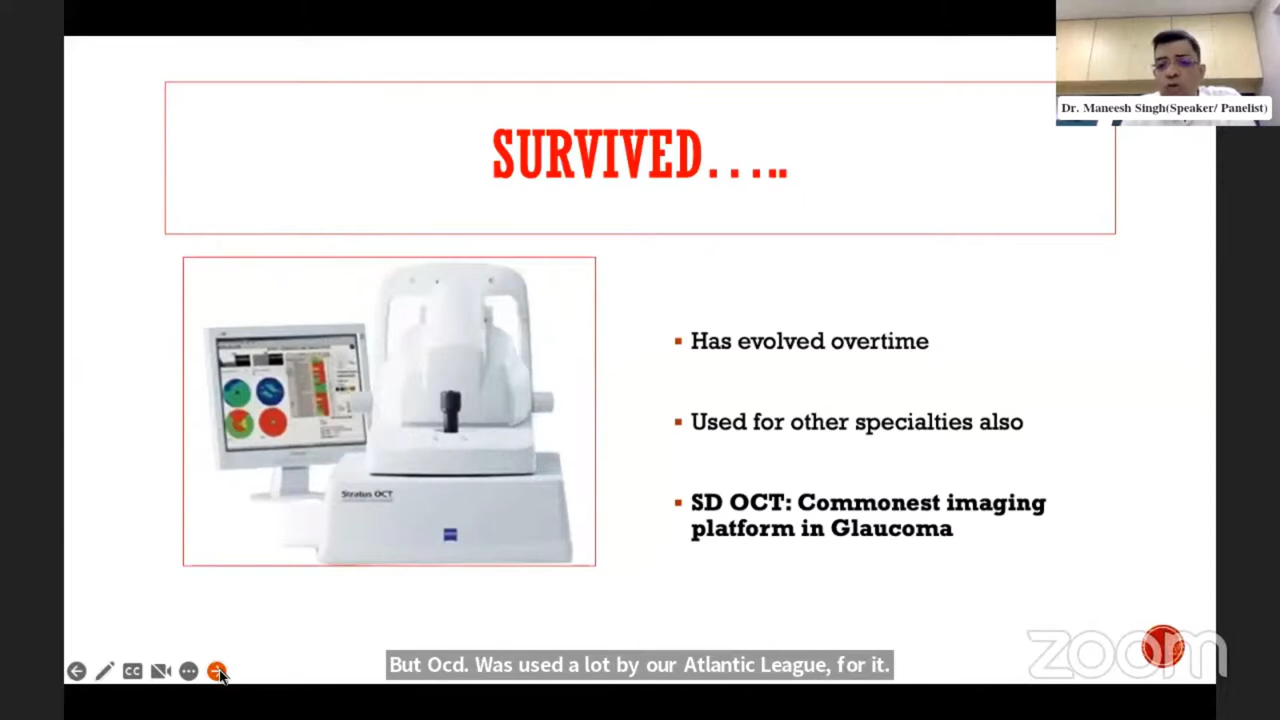 Dr. Maneesh Singh(Speaker/ Panelist)
SURVIVED…..
Stratus OCT
▪ Has evolved overtime
▪ Used for other specialties also
▪ SD OCT: Commonest imaging
platform in Glaucoma
CC
But Ocd. Was used a lot by our Atlantic League, for it.
zoom